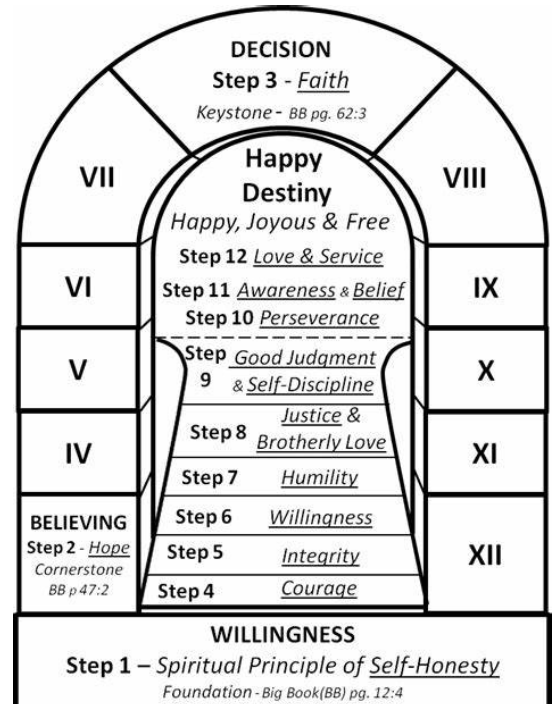 DECISION
Step 3 - Faith
Keystone - BB pg. 62:3
VII
VIII
Happy
Destiny
Happy, Joyous & Free
Step 12 Love & Service
VI
IX
Step 11 Awareness & Belief
Step 10 Perseverance
Step Good Judgment
9 & Self-Discipline
V
X
Justice &
Step 8 Brotherly Love
IV
XI
Step 7 Humility
Step 6 Willingness
BELIEVING
Step 2 - Hope
Cornerstone
BB p 47:2
XII
Step 5 Integrity
Step 4 Courage
WILLINGNESS
Step 1 – Spiritual Principle of Self-Honesty
Foundation - Big Book(BB) pg. 12:4